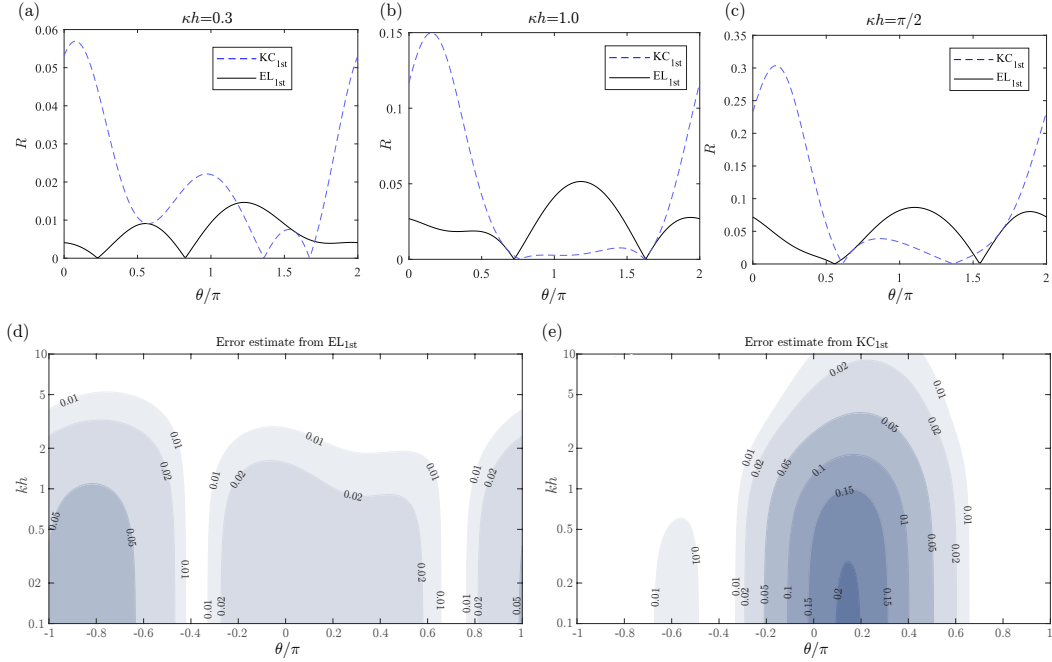 (a)
κh=0.3
0.06
0.05
0.04
0.03
0.02
0.01
0
R
0 0.5 1 1.5 2
θ/π
KC1st
EL1st
(b)
κh=1.0
0.15
0.1
0.05
0
R
0 0.5 1 1.5 2
θ/π
KC1st
EL1st
(c)
κh=π/2
0.35
0.3
0.25
0.2
0.15
0.1
0.05
0
R
0 0.5 1 1.5 2
θ/π
KC1st
EL1st
(d)
Error estimate from EL1st
10
5
2
1
0.5
0.2
0.1
kh
-1 -0.8 -0.6 -0.4 -0.2 0 0.2 0.4 0.6 0.8 1
θ/π
0.01
0.01
0.02
0.05
0.05
0.01
0.01
0.02
0.01
0.02
0.01
0.02
0.02
0.01
0.01
0.02
0.01
0.02
0.05
(e)
Error estimate from KC1st
10
5
2
1
0.5
0.2
0.1
kh
-1 -0.8 -0.6 -0.4 -0.2 0 0.2 0.4 0.6 0.8 1
θ/π
0.01
0.01
0.02
0.01
0.01
0.02
0.05
0.05
0.02
0.1
0.15
0.1
0.01
0.05
0.02
0.01
0.01
0.02
0.05
0.1
0.15
0.2
0.15